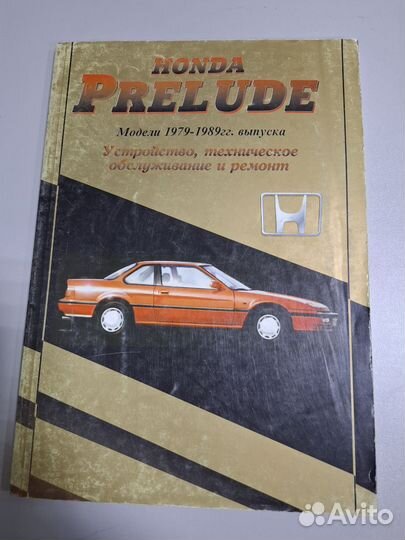 HONDA
PRELUDE
Модели 1979-1989гг. выпуска
Устройство, техническое
обслуживание и ремонт
Avito